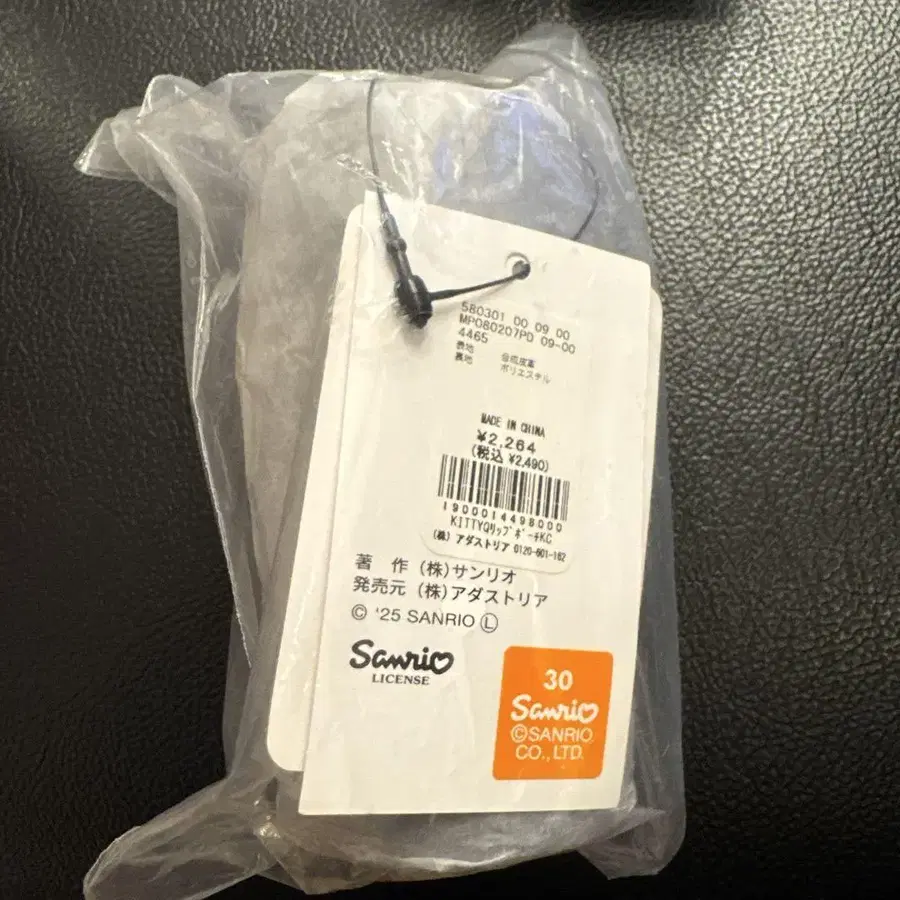 580301 00 09 00
MP080207PD 09-00
4465
表地 合成皮革
裏地 ポリエステル
MADE IN CHINA
¥2,264
(税込 ¥2,490)
1900014498000
KITTYQリップポーチKC
(株) アダストリア 0120-601-162
著 作 (株)サンリオ
発売元 (株)アダストリア
© '25 SANRIO Ⓛ
Sanrio
LICENSE
30
Sanrio
©SANRIO
CO., LTD.